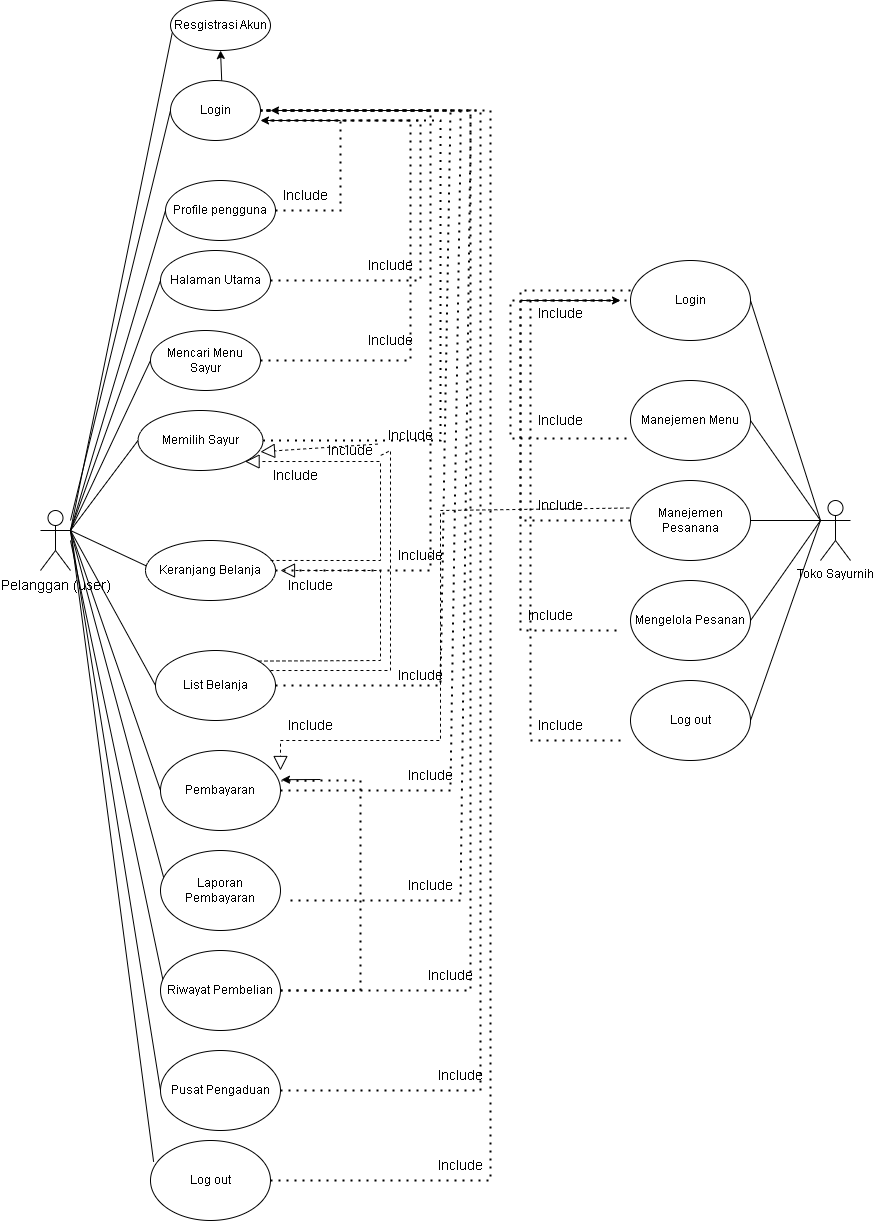 Resgistrasi Akun
Login
Include
Profile pengguna
Include
Halaman Utama
Include
Mencari Menu
Sayur
Include
Memilih Sayur
Include
Include
Include
Keranjang Belanja
Include
Pelanggan (user)
Include
List Belanja
Include
Include
Pembayaran
Include
Laporan
Pembayaran
Include
Riwayat Pembelian
Include
Pusat Pengaduan
Include
Log out
Login
Include
Manejemen Menu
Include
Manejemen
Pesanana
Include
Toko Sayurnih
Mengelola Pesanan
Include
Log out
Include